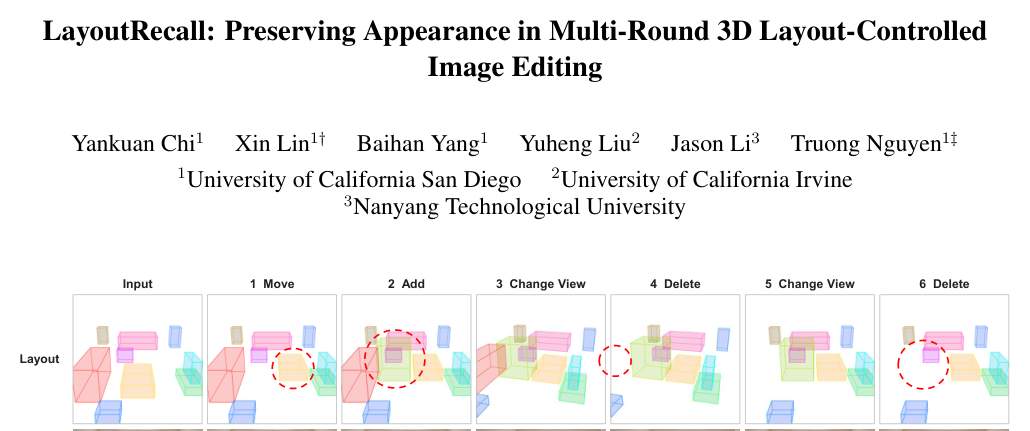 LayoutRecall: Preserving Appearance in Multi-Round 3D Layout-Controlled
Image Editing
Yankuan Chi¹ Xin Lin¹† Baihan Yang¹ Yuheng Liu² Jason Li³ Truong Nguyen¹‡
¹University of California San Diego ²University of California Irvine
³Nanyang Technological University
Input 1 Move 2 Add 3 Change View 4 Delete 5 Change View 6 Delete
Layout